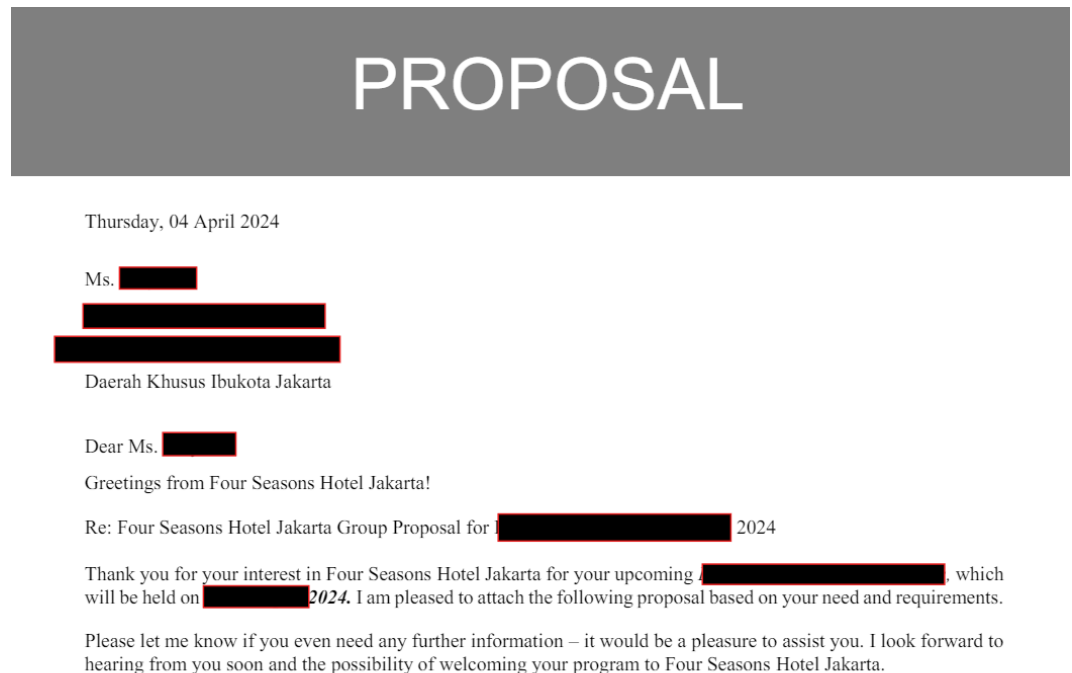 PROPOSAL
Thursday, 04 April 2024
Ms.
Daerah Khusus Ibukota Jakarta
Dear Ms.
Greetings from Four Seasons Hotel Jakarta!
Re: Four Seasons Hotel Jakarta Group Proposal for 2024
Thank you for your interest in Four Seasons Hotel Jakarta for your upcoming , which
will be held on 2024. I am pleased to attach the following proposal based on your need and requirements.
Please let me know if you even need any further information – it would be a pleasure to assist you. I look forward to
hearing from you soon and the possibility of welcoming your program to Four Seasons Hotel Jakarta.